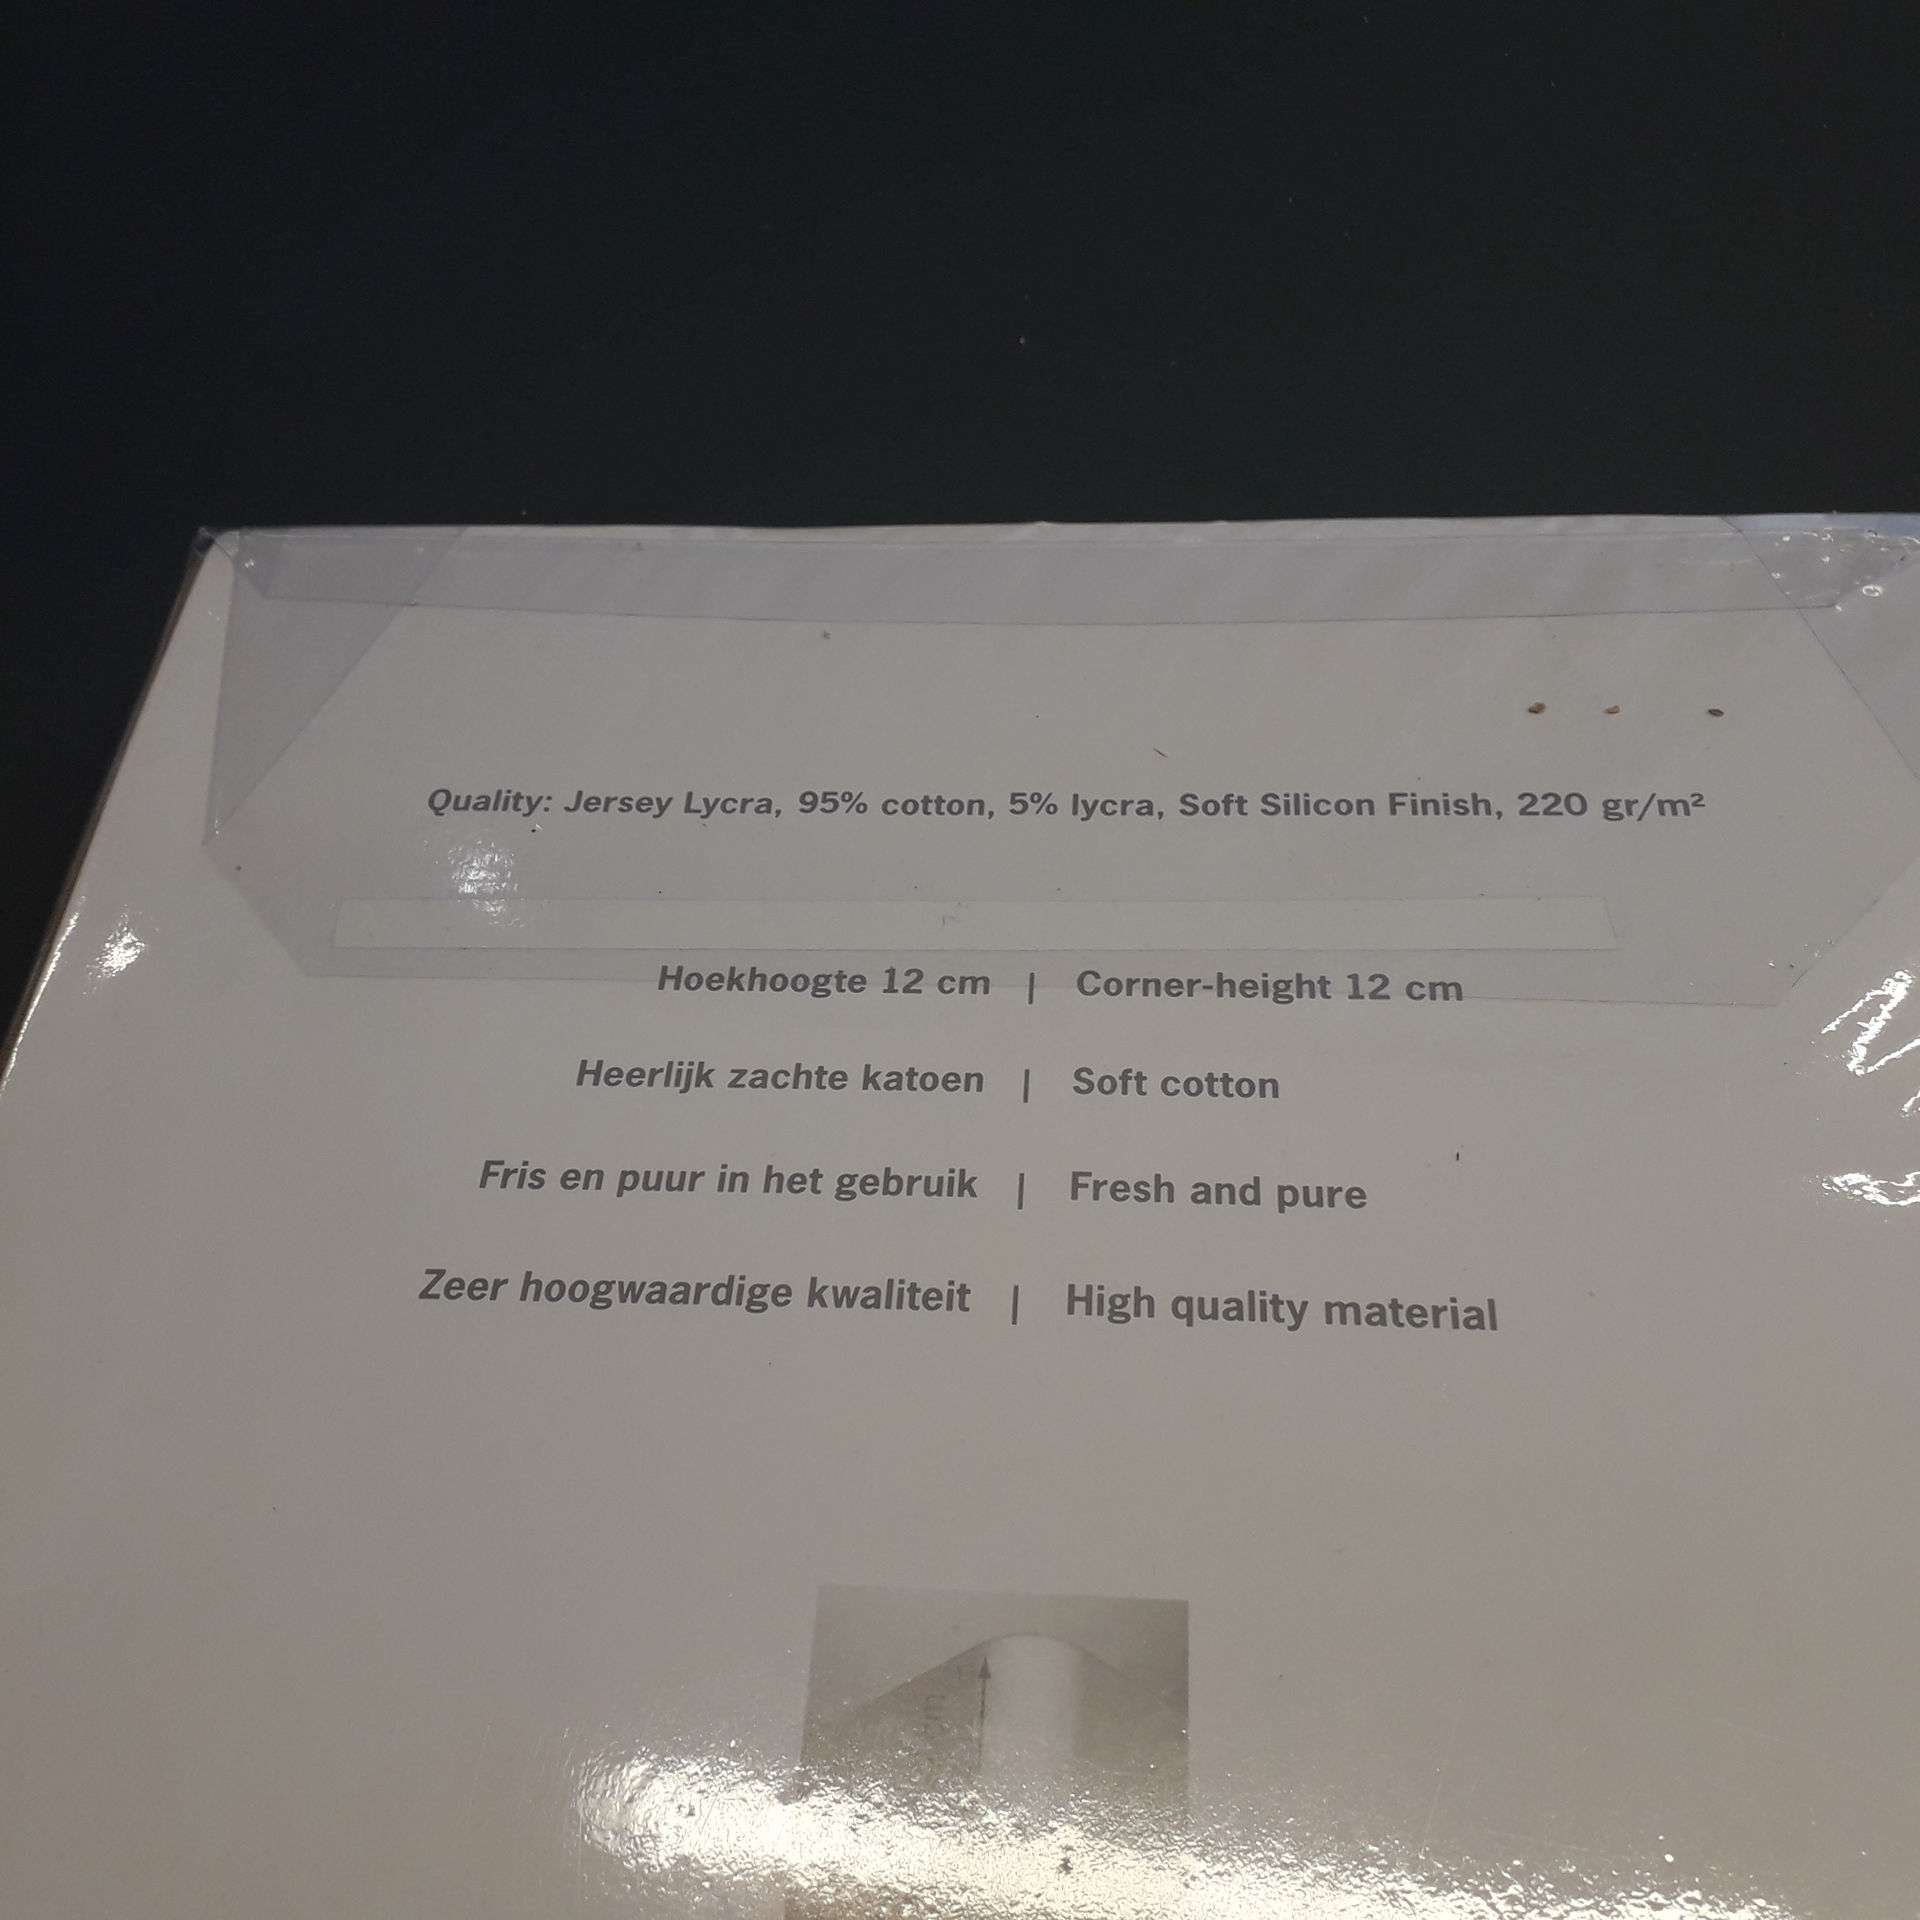 Quality: Jersey Lycra, 95% cotton, 5% lycra, Soft Silicon Finish, 220 gr/m²
Hoekhoogte 12 cm | Corner-height 12 cm
Heerlijk zachte katoen | Soft cotton
Fris en puur in het gebruik | Fresh and pure
Zeer hoogwaardige kwaliteit | High quality material